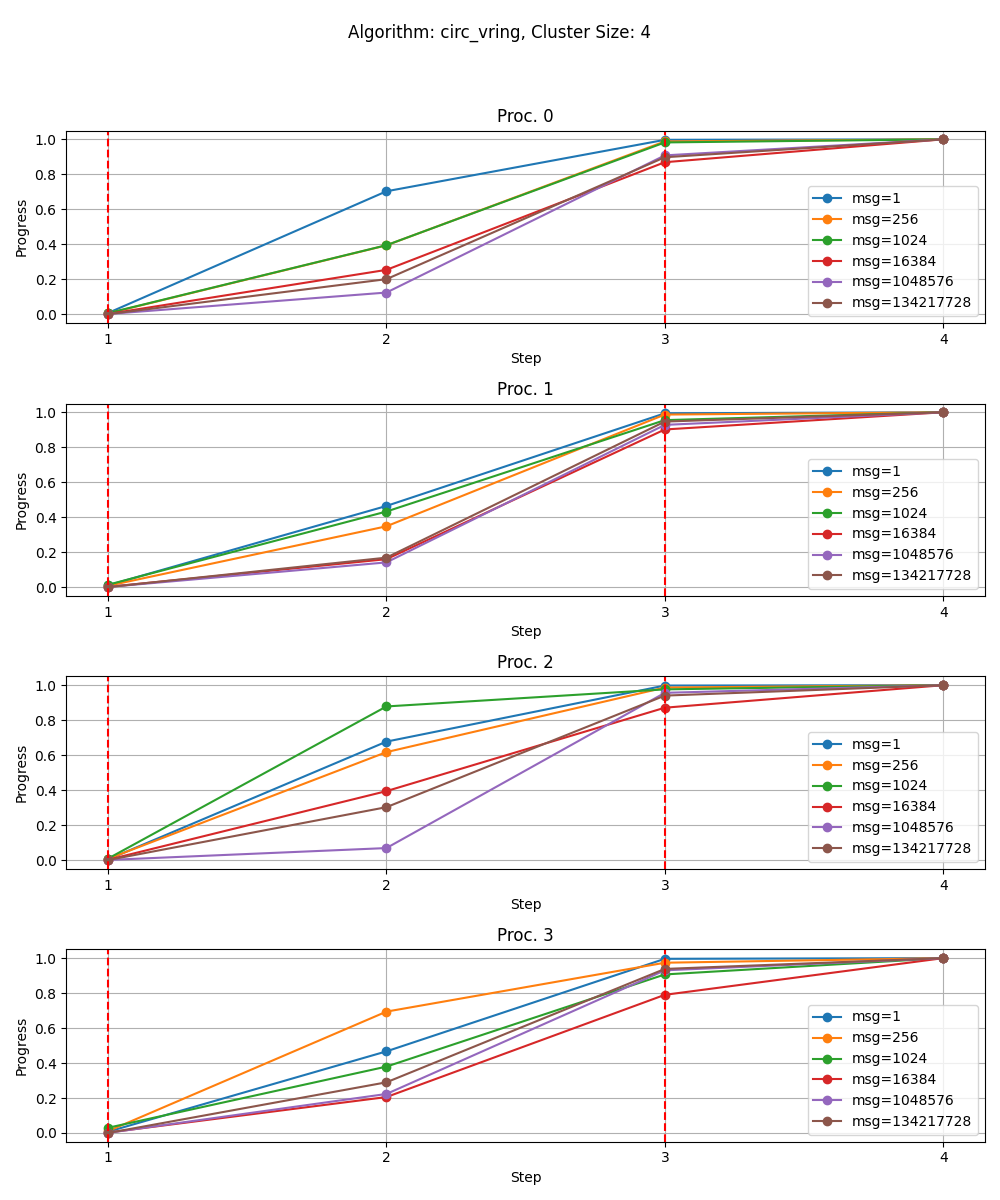 Algorithm: circ_vring, Cluster Size: 4
Proc. 0
Progress
1.0
0.8
0.6
0.4
0.2
0.0
msg=1
msg=256
msg=1024
msg=16384
msg=1048576
msg=134217728
1 2 3 4
Step
Proc. 1
Progress
1.0
0.8
0.6
0.4
0.2
0.0
msg=1
msg=256
msg=1024
msg=16384
msg=1048576
msg=134217728
1 2 3 4
Step
Proc. 2
Progress
1.0
0.8
0.6
0.4
0.2
0.0
msg=1
msg=256
msg=1024
msg=16384
msg=1048576
msg=134217728
1 2 3 4
Step
Proc. 3
Progress
1.0
0.8
0.6
0.4
0.2
0.0
msg=1
msg=256
msg=1024
msg=16384
msg=1048576
msg=134217728
1 2 3 4
Step